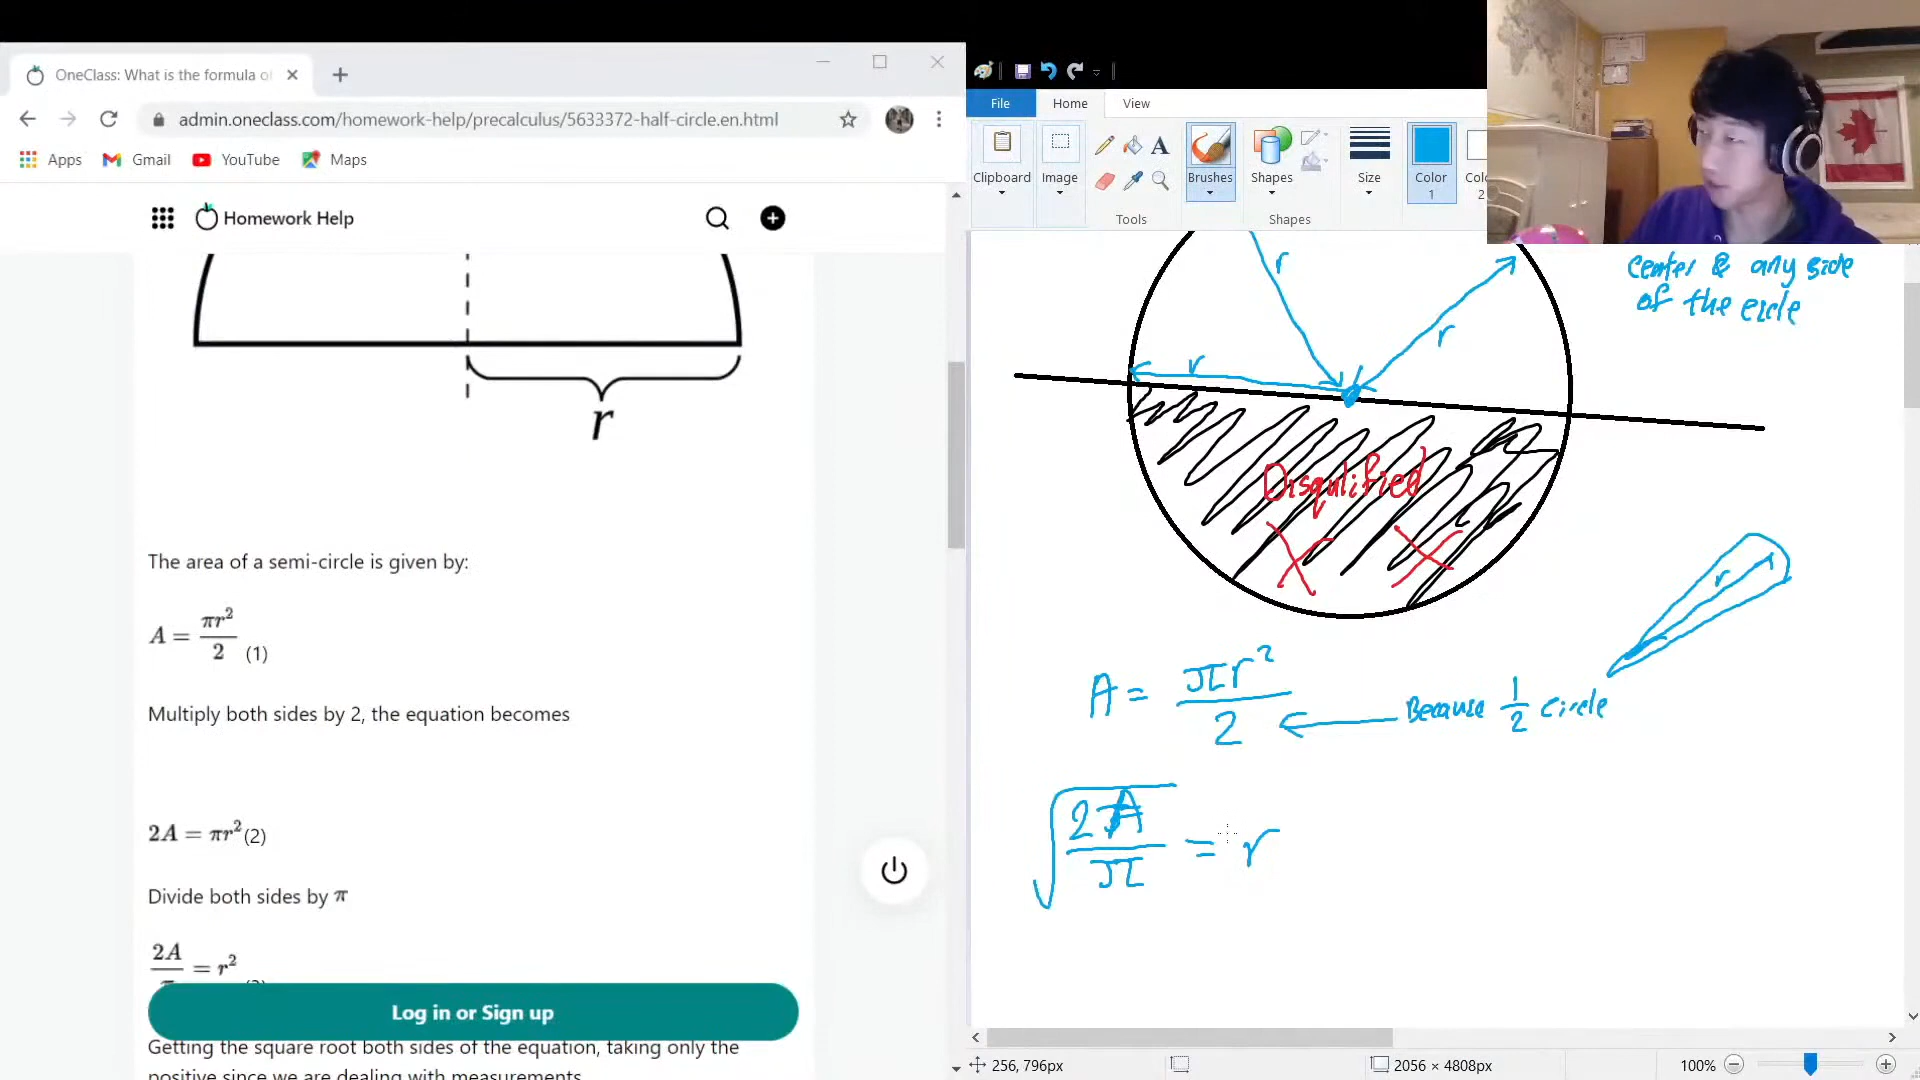 OneClass: What is the formula of
admin.oneclass.com/homework-help/precalculus/5633372-half-circle.en.html
Apps Gmail YouTube Maps
Homework Help
r
The area of a semi-circle is given by:
A = πr²/2 (1)
Multiply both sides by 2, the equation becomes
2A = πr² (2)
Divide both sides by π
2A/π = r²
Log in or Sign up
Getting the square root both sides of the equation, taking only the
positive since we are dealing with measurements
File Home View
Clipboard Image Brushes Shapes Size Color 1
2
Tools Shapes
center & any side
of the circle
r
r
r
Disqulified
r
A = πr²/2
Because 1/2 circle
√(2A/π) = r
256, 796px
2056 × 4808px
100%